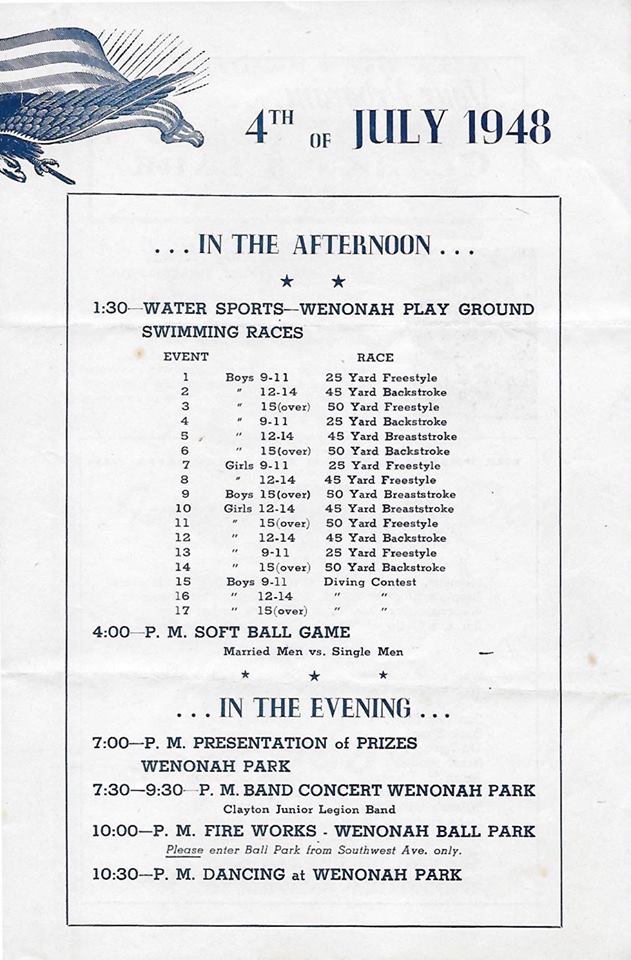 4TH OF JULY 1948
...IN THE AFTERNOON...
1:30—WATER SPORTS—WENONAH PLAY GROUND
SWIMMING RACES
EVENT RACE
1 Boys 9-11 25 Yard Freestyle
2 " 12-14 45 Yard Backstroke
3 " 15(over) 50 Yard Freestyle
4 " 9-11 25 Yard Backstroke
5 " 12-14 45 Yard Breaststroke
6 " 15(over) 50 Yard Backstroke
7 Girls 9-11 25 Yard Freestyle
8 " 12-14 45 Yard Freestyle
9 Boys 15(over) 50 Yard Breaststroke
10 Girls 12-14 45 Yard Breaststroke
11 " 15(over) 50 Yard Freestyle
12 " 12-14 45 Yard Backstroke
13 " 9-11 25 Yard Freestyle
14 " 15(over) 50 Yard Backstroke
15 Boys 9-11 Diving Contest
16 " 12-14 " "
17 " 15(over) " "
4:00—P. M. SOFT BALL GAME
Married Men vs. Single Men
...IN THE EVENING...
7:00—P. M. PRESENTATION of PRIZES
WENONAH PARK
7:30—9:30 P. M. BAND CONCERT WENONAH PARK
Clayton Junior Legion Band
10:00—P. M. FIRE WORKS - WENONAH BALL PARK
Please enter Ball Park from Southwest Ave. only.
10:30—P. M. DANCING at WENONAH PARK